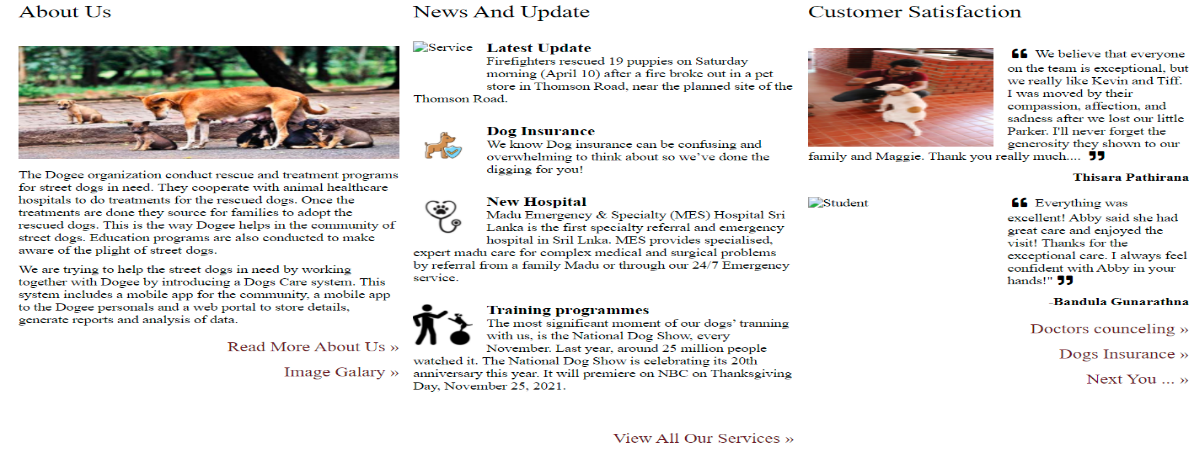 About Us
The Dogee organization conduct rescue and treatment programs
for street dogs in need. They cooperate with animal healthcare
hospitals to do treatments for the rescued dogs. Once the
treatments are done they source for families to adopt the
rescued dogs. This is the way Dogee helps in the community of
street dogs. Education programs are also conducted to make
aware of the plight of street dogs.
We are trying to help the street dogs in need by working
together with Dogee by introducing a Dogs Care system. This
system includes a mobile app for the community, a mobile app
to the Dogee personals and a web portal to store details,
generate reports and analysis of data.
Read More About Us »
Image Galary »
News And Update
Service
Latest Update
Firefighters rescued 19 puppies on Saturday
morning (April 10) after a fire broke out in a pet
store in Thomson Road, near the planned site of the
Thomson Road.
Dog Insurance
We know Dog insurance can be confusing and
overwhelming to think about so we've done the
digging for you!
New Hospital
Madu Emergency & Specialty (MES) Hospital Sri
Lanka is the first specialty referral and emergency
hospital in Sril Lnka. MES provides specialised,
expert madu care for complex medical and surgical problems
by referral from a family Madu or through our 24/7 Emergency
service.
Training programmes
The most significant moment of our dogs' tranning
with us, is the National Dog Show, every
November. Last year, around 25 million people
watched it. The National Dog Show is celebrating its 20th
anniversary this year. It will premiere on NBC on Thanksgiving
Day, November 25, 2021.
View All Our Services »
Customer Satisfaction
❝ We believe that everyone
on the team is exceptional, but
we really like Kevin and Tiff.
I was moved by their
compassion, affection, and
sadness after we lost our little
Parker. I'll never forget the
generosity they shown to our
family and Maggie. Thank you really much.... ❞
Thisara Pathirana
Student
❝ Everything was
excellent! Abby said she had
great care and enjoyed the
visit! Thanks for the
exceptional care. I always feel
confident with Abby in your
hands!" ❞
-Bandula Gunarathna
Doctors counceling »
Dogs Insurance »
Next You ... »